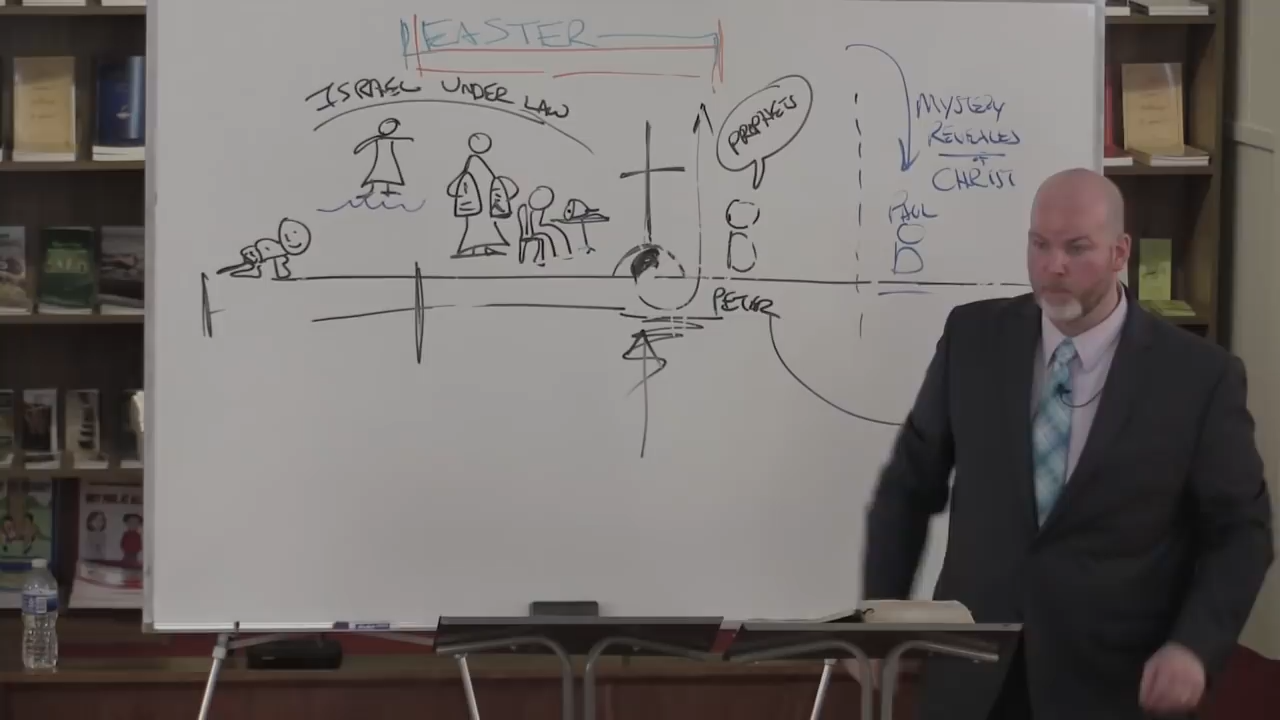 EASTER
ISRAEL UNDER LAW
PROPHETS
MYSTERY
REVEALED
of
CHRIST
PAUL
PETER